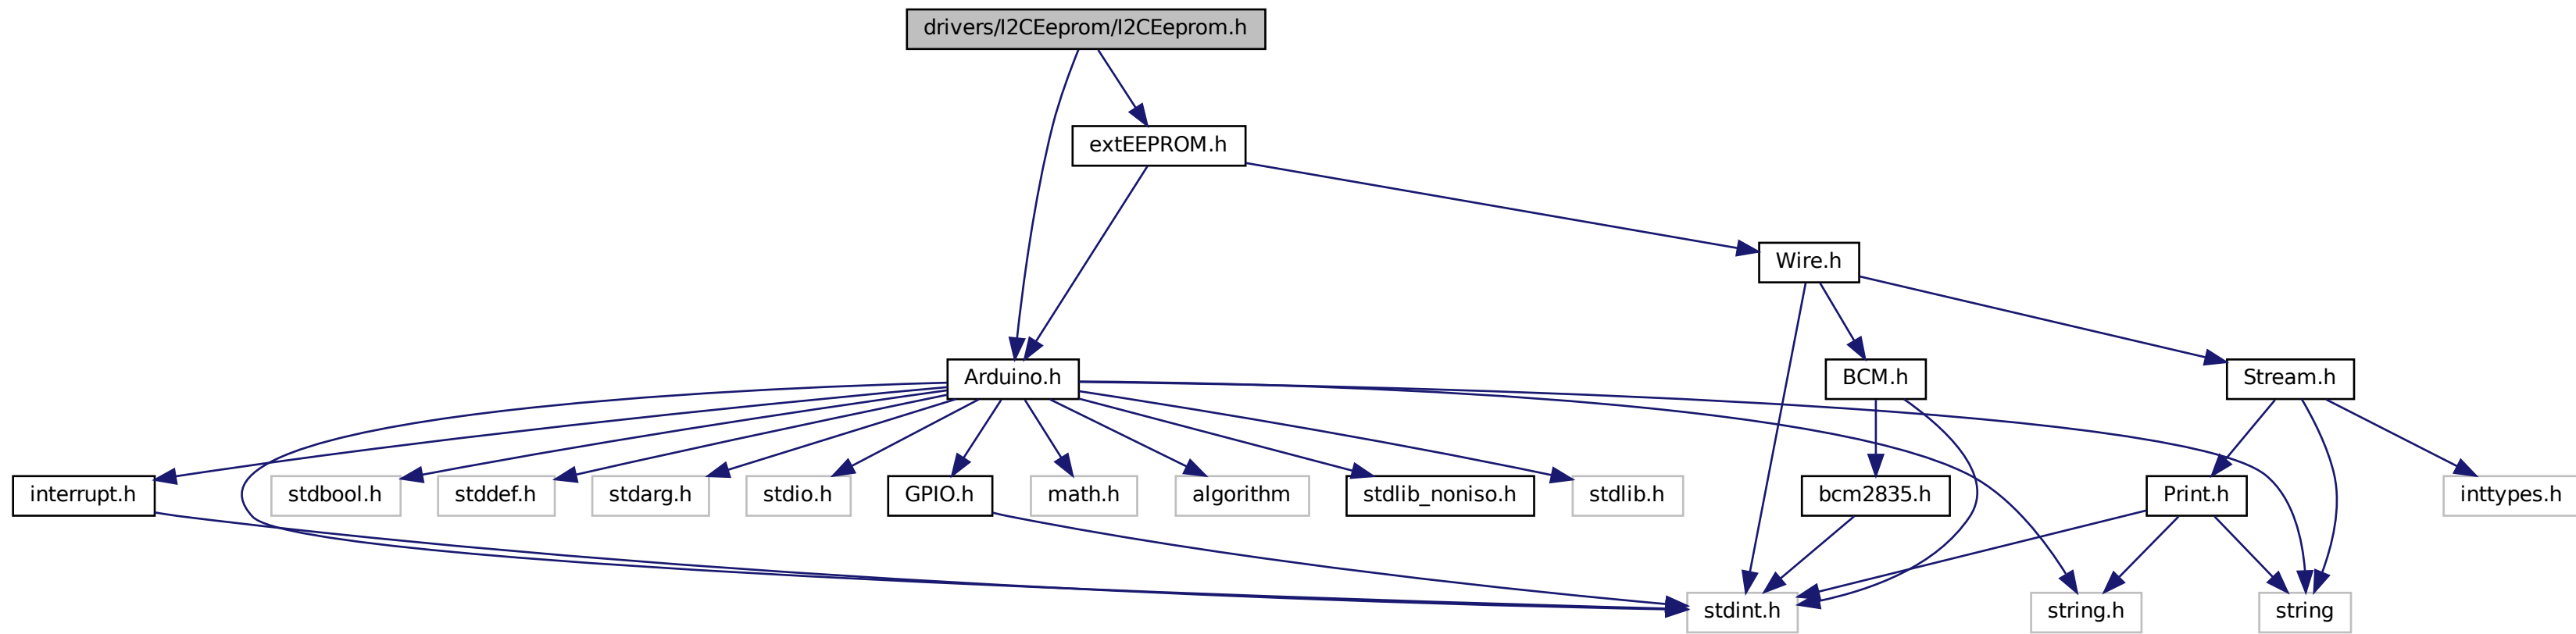 drivers/I2CEeprom/I2CEeprom.h
extEEPROM.h
Wire.h
Arduino.h
BCM.h
Stream.h
interrupt.h
stdbool.h
stddef.h
stdarg.h
stdio.h
GPIO.h
math.h
algorithm
stdlib_noniso.h
stdlib.h
bcm2835.h
Print.h
inttypes.h
stdint.h
string.h
string